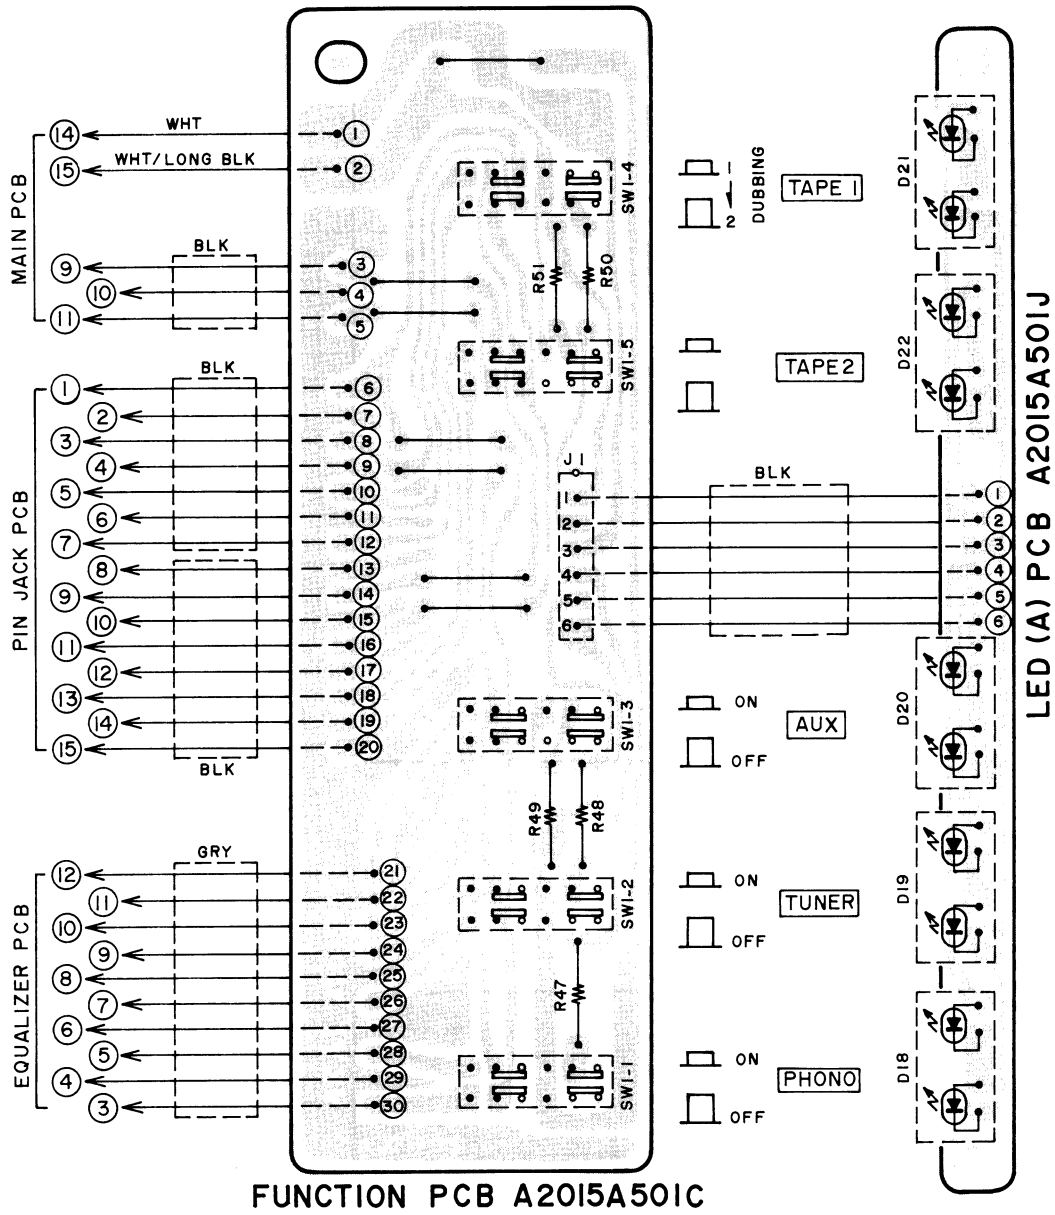 MAIN PCB
14 WHT 1
15 WHT/LONG BLK 2
BLK
9 3
10 4
11 5
PIN JACK PCB
BLK
1 6
2 7
3 8
4 9
5 10
6 11
7 12
8 13
9 14
10 15
11 16
12 17
13 18
14 19
15 20
BLK
EQUALIZER PCB
GRY
12 21
11 22
10 23
9 24
8 25
7 26
6 27
5 28
4 29
3 30
SW1-4
R51
R50
SW1-5
J1
1
2
3
4
5
6
SW1-3
R49
R48
SW1-2
R47
SW1-1
1
2
DUBBING
TAPE 1
TAPE 2
BLK
ON
AUX
OFF
ON
TUNER
OFF
ON
PHONO
OFF
D21
D22
1
2
3
4
5
6
D20
D19
D18
LED (A) PCB A2015A501J
FUNCTION PCB A2015A501C